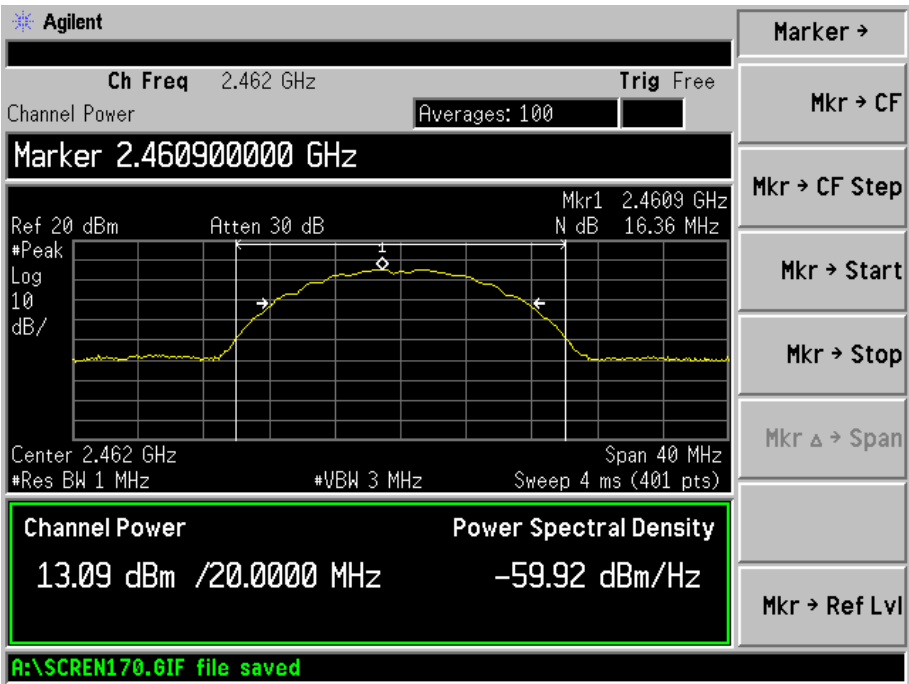 Agilent
Ch Freq 2.462 GHz Trig Free
Channel Power Averages: 100
Marker 2.460900000 GHz
Mkr1 2.4609 GHz
Ref 20 dBm Atten 30 dB N dB 16.36 MHz
#Peak
Log
10
dB/
1
Center 2.462 GHz Span 40 MHz
#Res BW 1 MHz #VBW 3 MHz Sweep 4 ms (401 pts)
Channel Power Power Spectral Density
13.09 dBm /20.0000 MHz -59.92 dBm/Hz
A:\SCREN170.GIF file saved
Marker →
Mkr → CF
Mkr → CF Step
Mkr → Start
Mkr → Stop
Mkr Δ → Span
Mkr → Ref Lvl